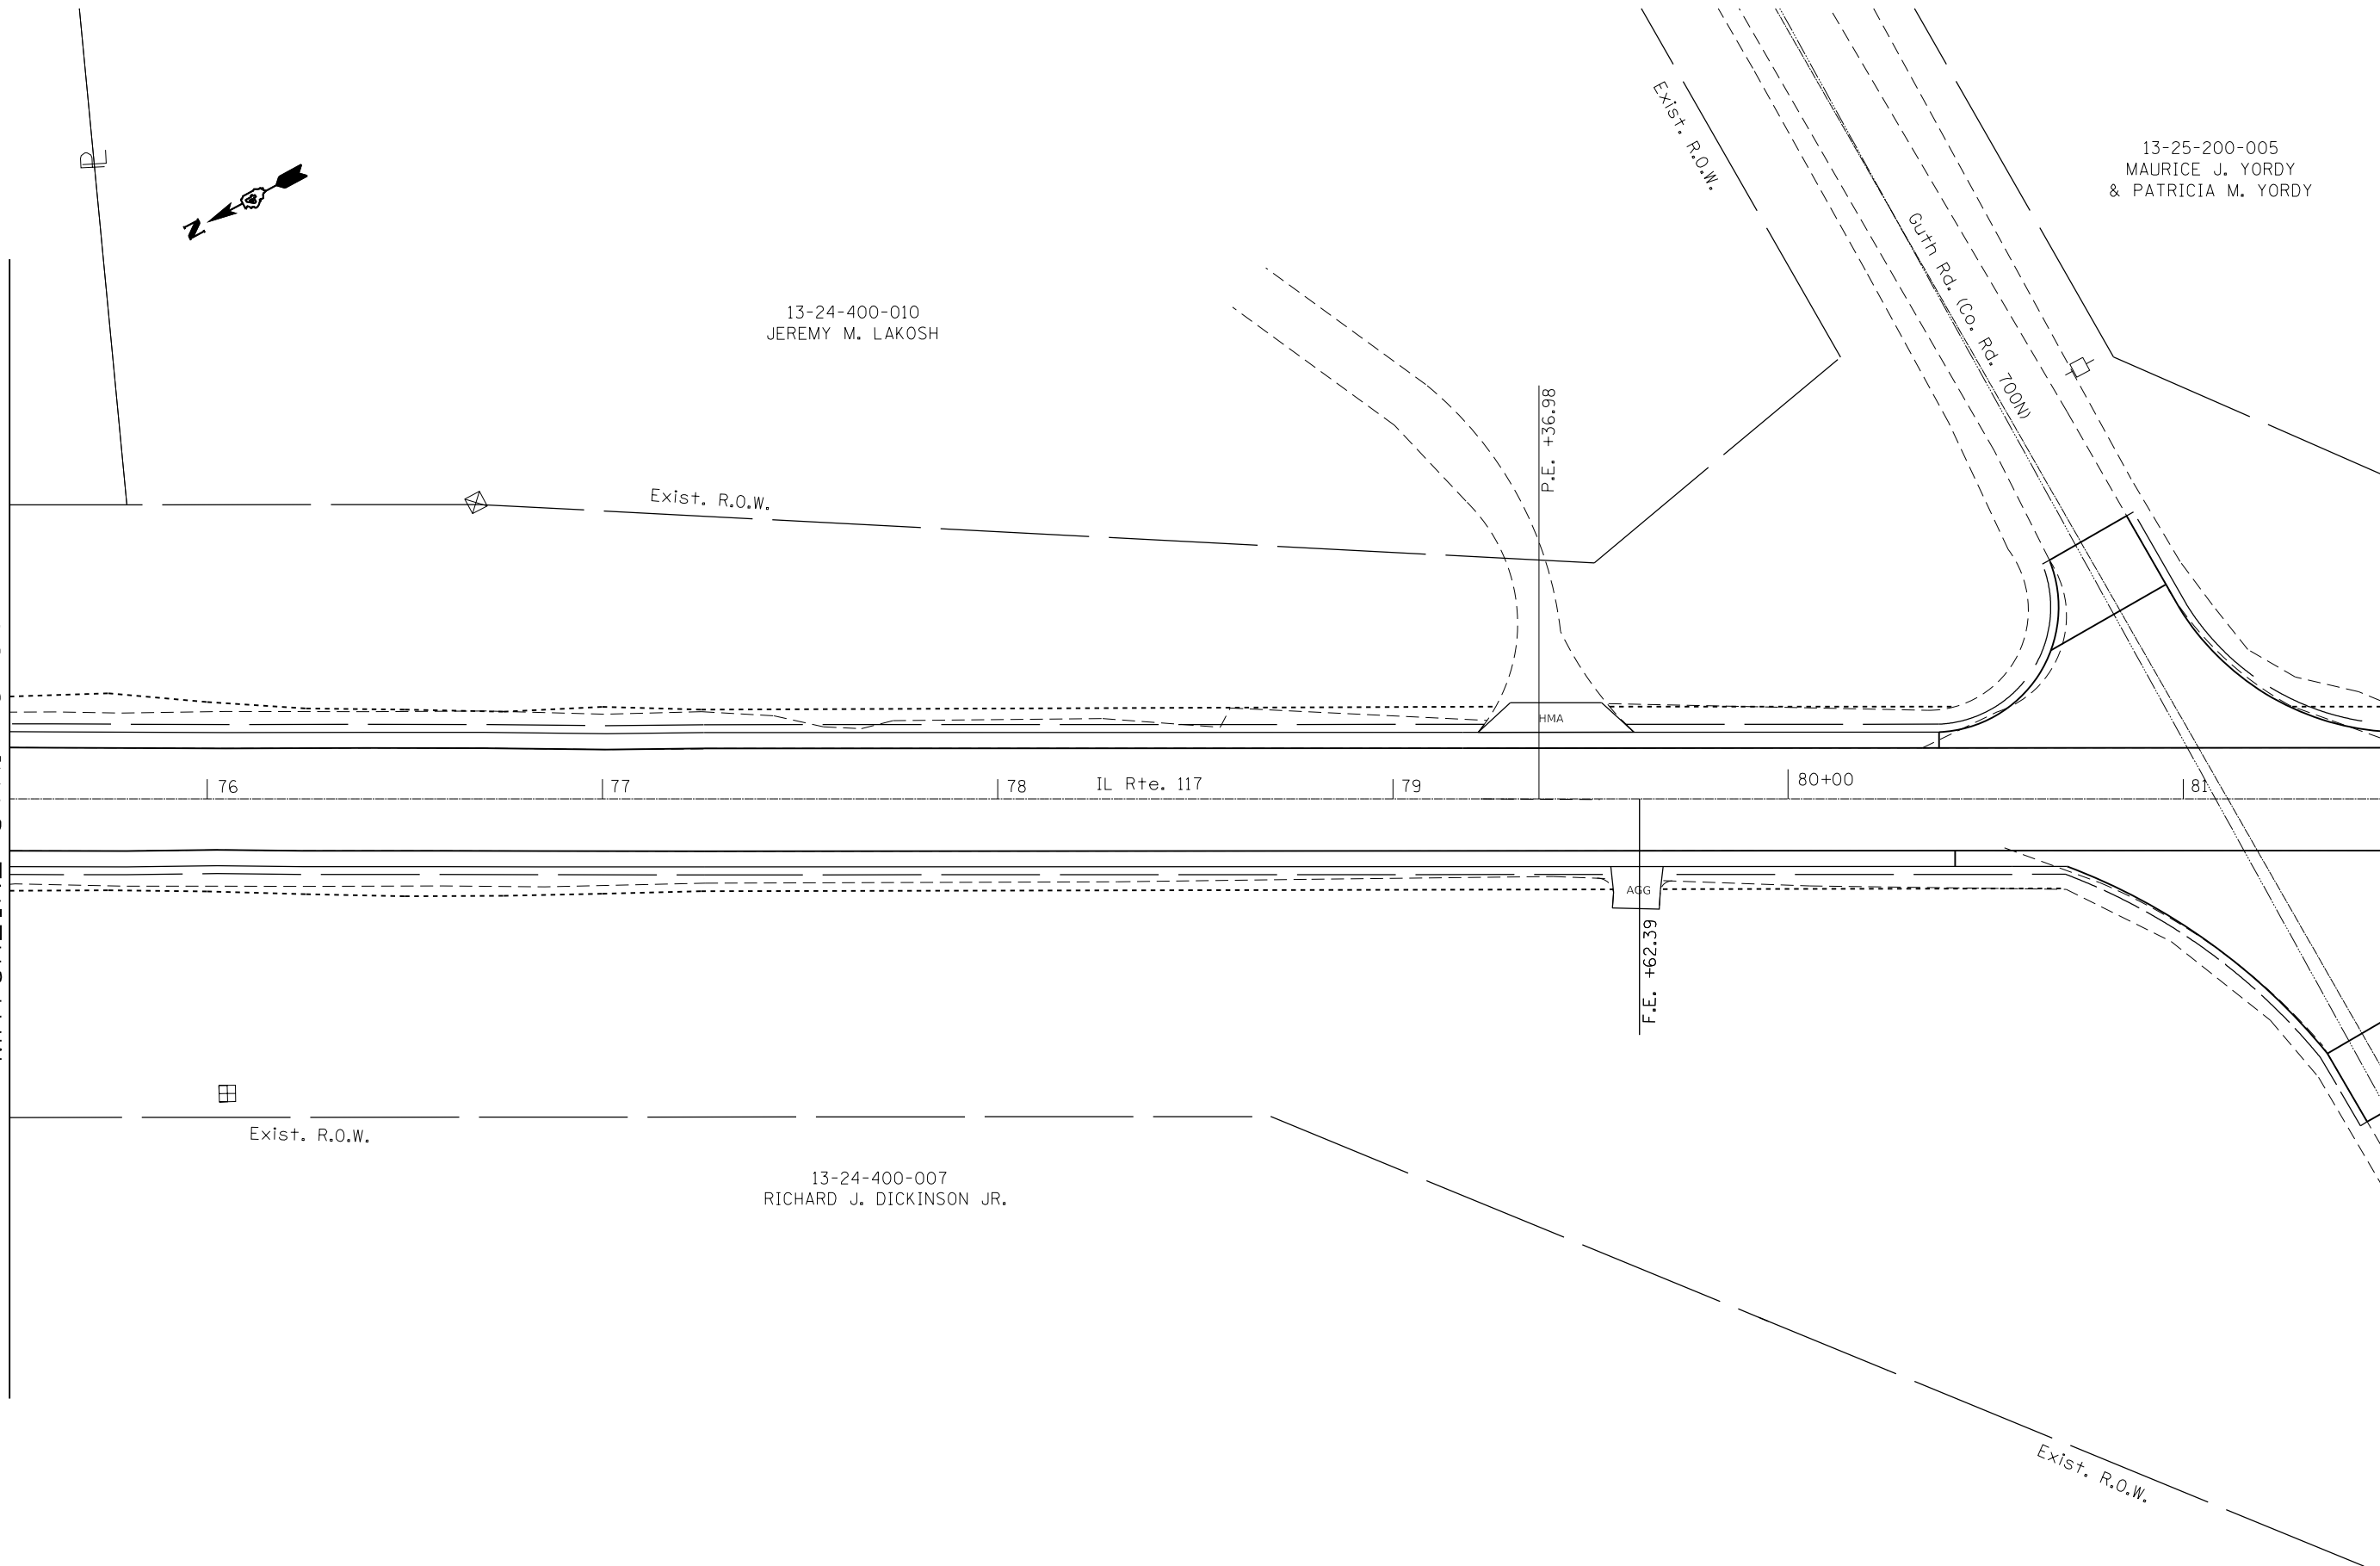 13-25-200-005
MAURICE J. YORDY
& PATRICIA M. YORDY
Exist. R.O.W.
P
N
Guth Rd. (Co. Rd. 700N)
13-24-400-010
JEREMY M. LAKOSH
P.E. +36.98
Exist. R.O.W.
HMA
76
77
78
IL Rte. 117
79
80+00
81
AGG
F.E. +62.39
Exist. R.O.W.
13-24-400-007
RICHARD J. DICKINSON JR.
Exist. R.O.W.